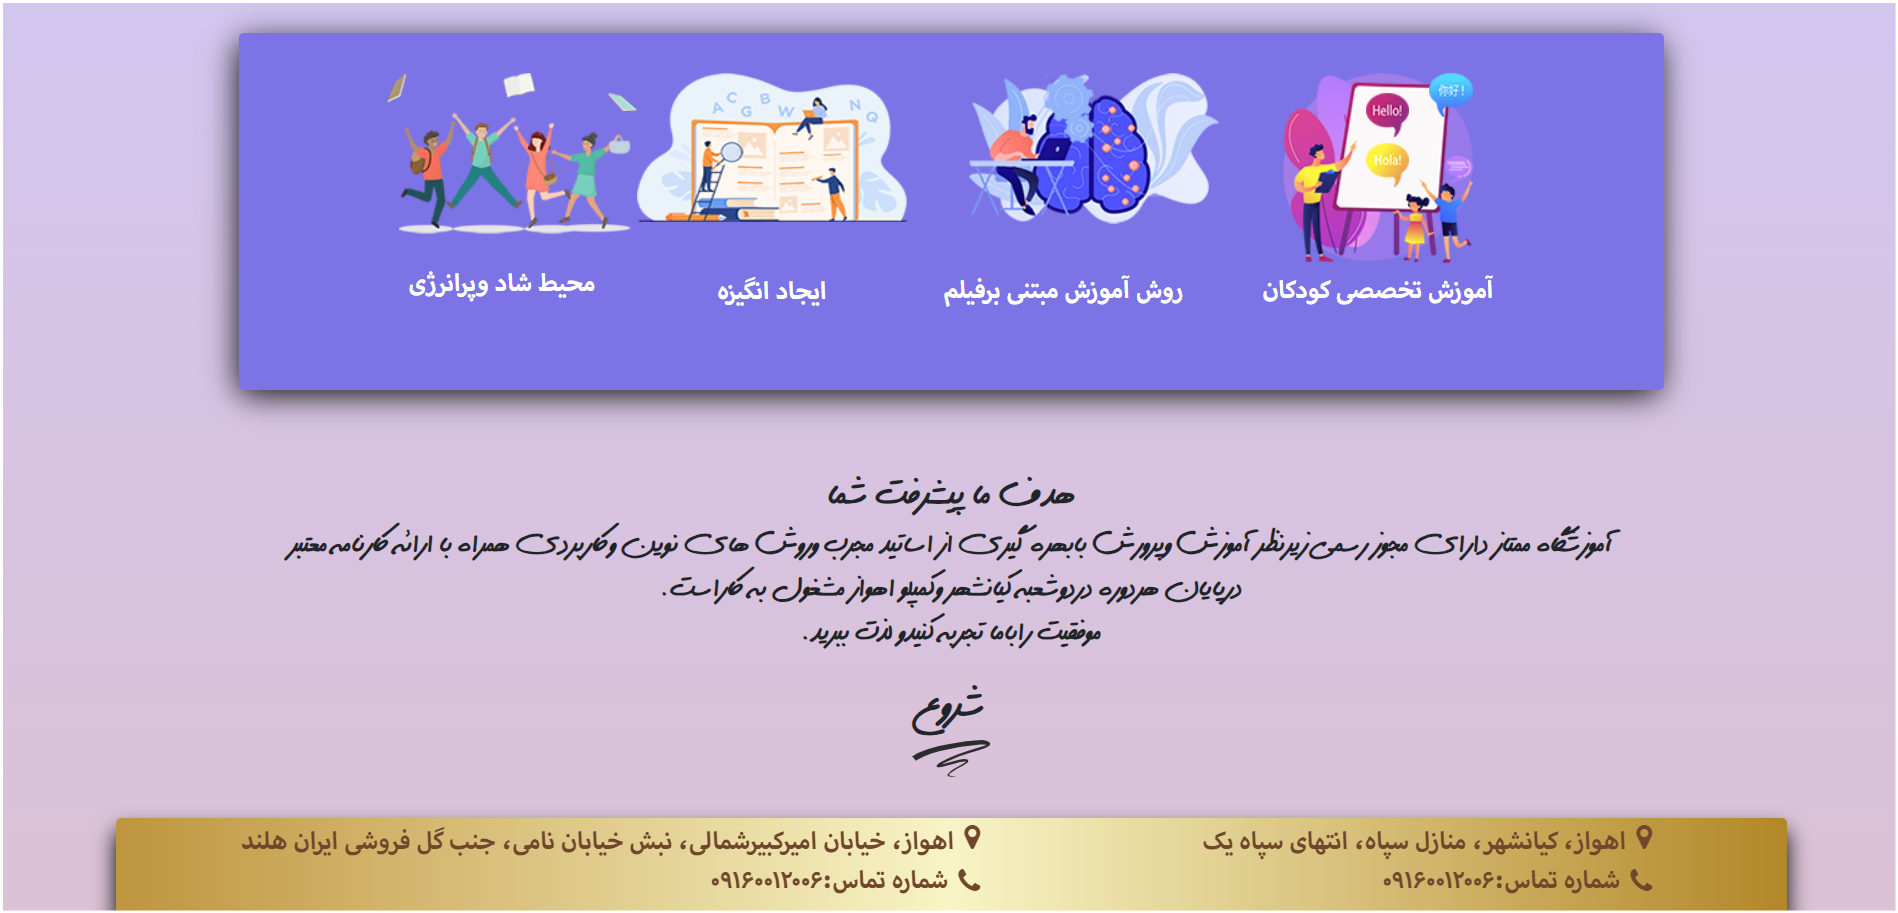 你好!
Hello!
Hola!
A C G B W N Q
آموزش تخصصی کودکان
روش آموزش مبتنی برفیلم
ایجاد انگیزه
محیط شاد وپرانرژی
هدف ما پیشرفت شما
آموزشگاه ممتاز دارای مجوز رسمی زیرنظر آموزش وپرورش بابهره گیری از اساتید مجرب وروش های نوین وکاربردی همراه با ارائه کارنامه معتبر
درپایان هردوره دردوشعبه کیانشهر وکمپلو اهواز مشغول به کاراست.
موفقیت راباما تجربه کنیدو لذت ببرید.
شروع
اهواز، کیانشهر، منازل سپاه، انتهای سپاه یک
شماره تماس:۰۹۱۶۰۰۱۲۰۰۶
اهواز، خیابان امیرکبیرشمالی، نبش خیابان نامی، جنب گل فروشی ایران هلند
شماره تماس:۰۹۱۶۰۰۱۲۰۰۶